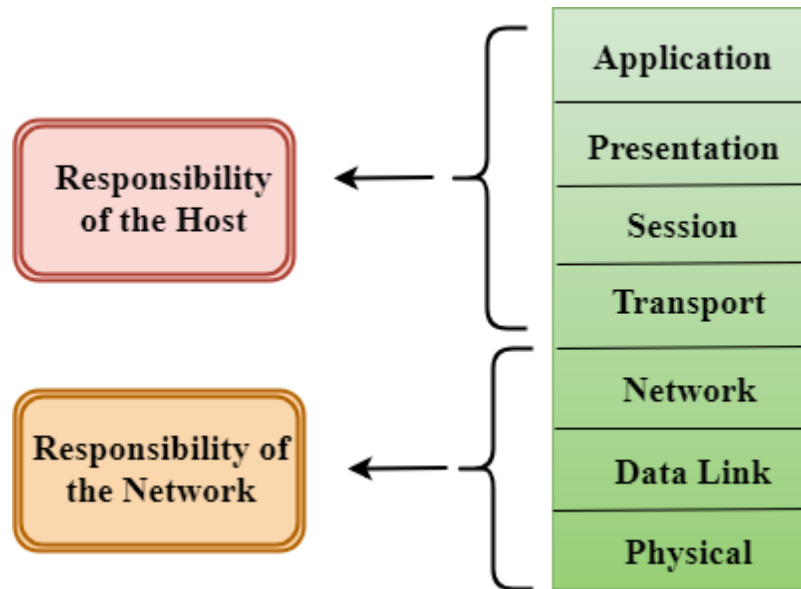 Application
Presentation
Session
Transport
Network
Data Link
Physical
Responsibility
of the Host
Responsibility of
the Network